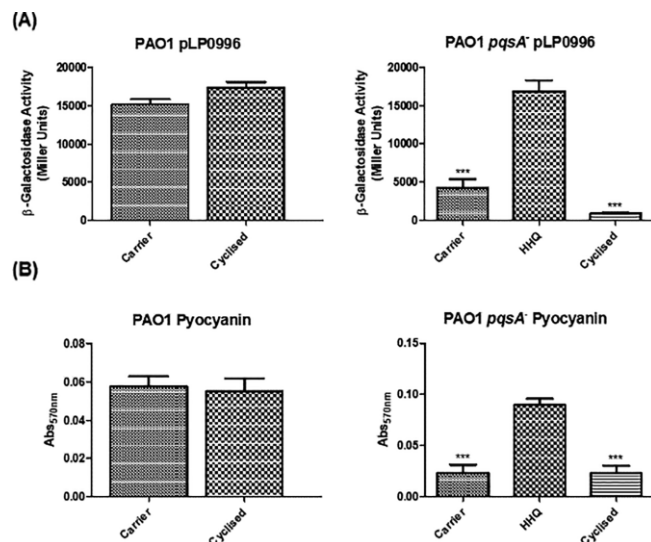 (A)
PAO1 pLP0996
β-Galactosidase Activity
(Miller Units)
20000
15000
10000
5000
0
Carrier
Cyclised
PAO1 pqsA- pLP0996
β-Galactosidase Activity
(Miller Units)
20000
15000
10000
5000
0
***
***
Carrier
HHQ
Cyclised
(B)
PAO1 Pyocyanin
Abs570nm
0.08
0.06
0.04
0.02
0.00
Carrier
Cyclised
PAO1 pqsA- Pyocyanin
Abs570nm
0.15
0.10
0.05
0.00
***
***
Carrier
HHQ
Cyclised